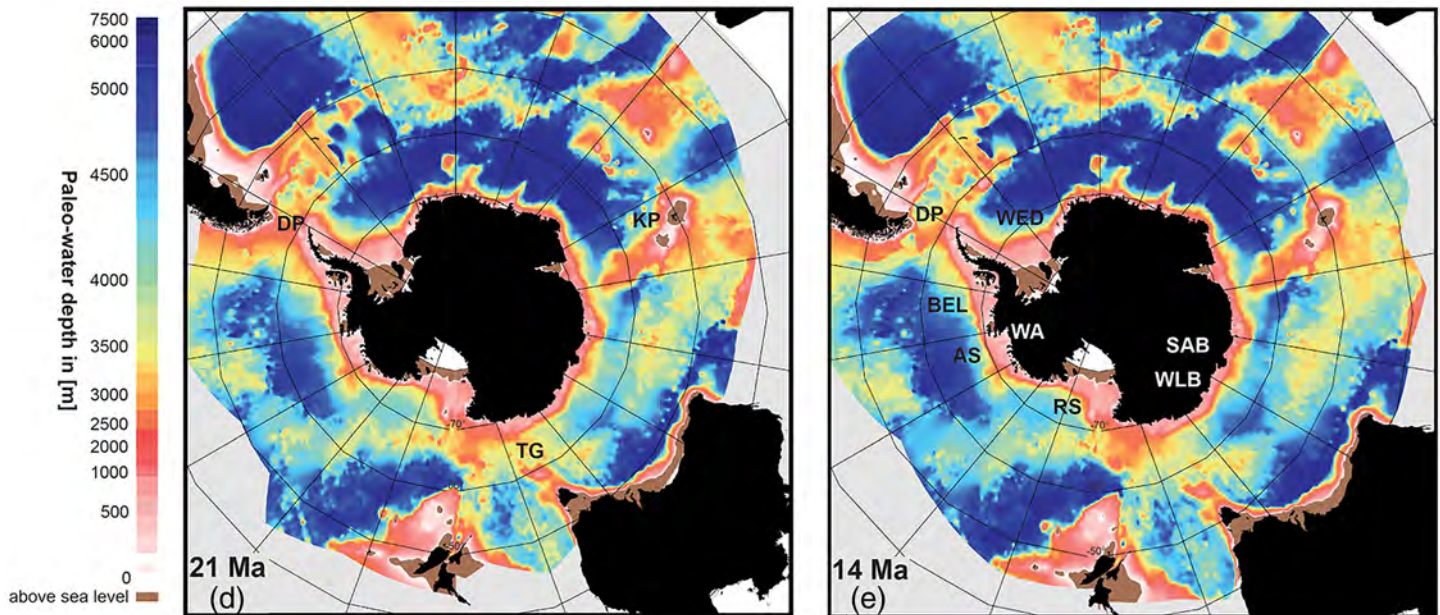 7500
6000
5000
4500
4000
3500
3000
2500
2000
1000
500
0
above sea level
Paleo-water depth in [m]
DP
KP
-70°
TG
-50°
21 Ma
(d)
DP
WED
BEL
WA
AS
SAB
WLB
RS
-70°
-50°
14 Ma
(e)